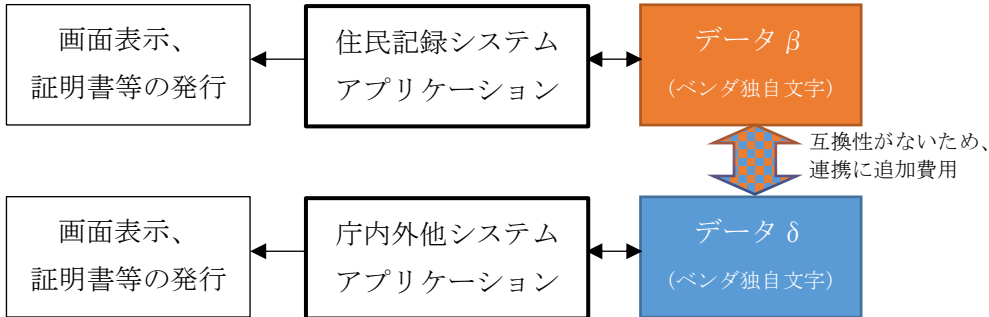 画面表示、
証明書等の発行
住民記録システム
アプリケーション
データ β
（ベンダ独自文字）
互換性がないため、
連携に追加費用
画面表示、
証明書等の発行
庁内外他システム
アプリケーション
データ δ
（ベンダ独自文字）